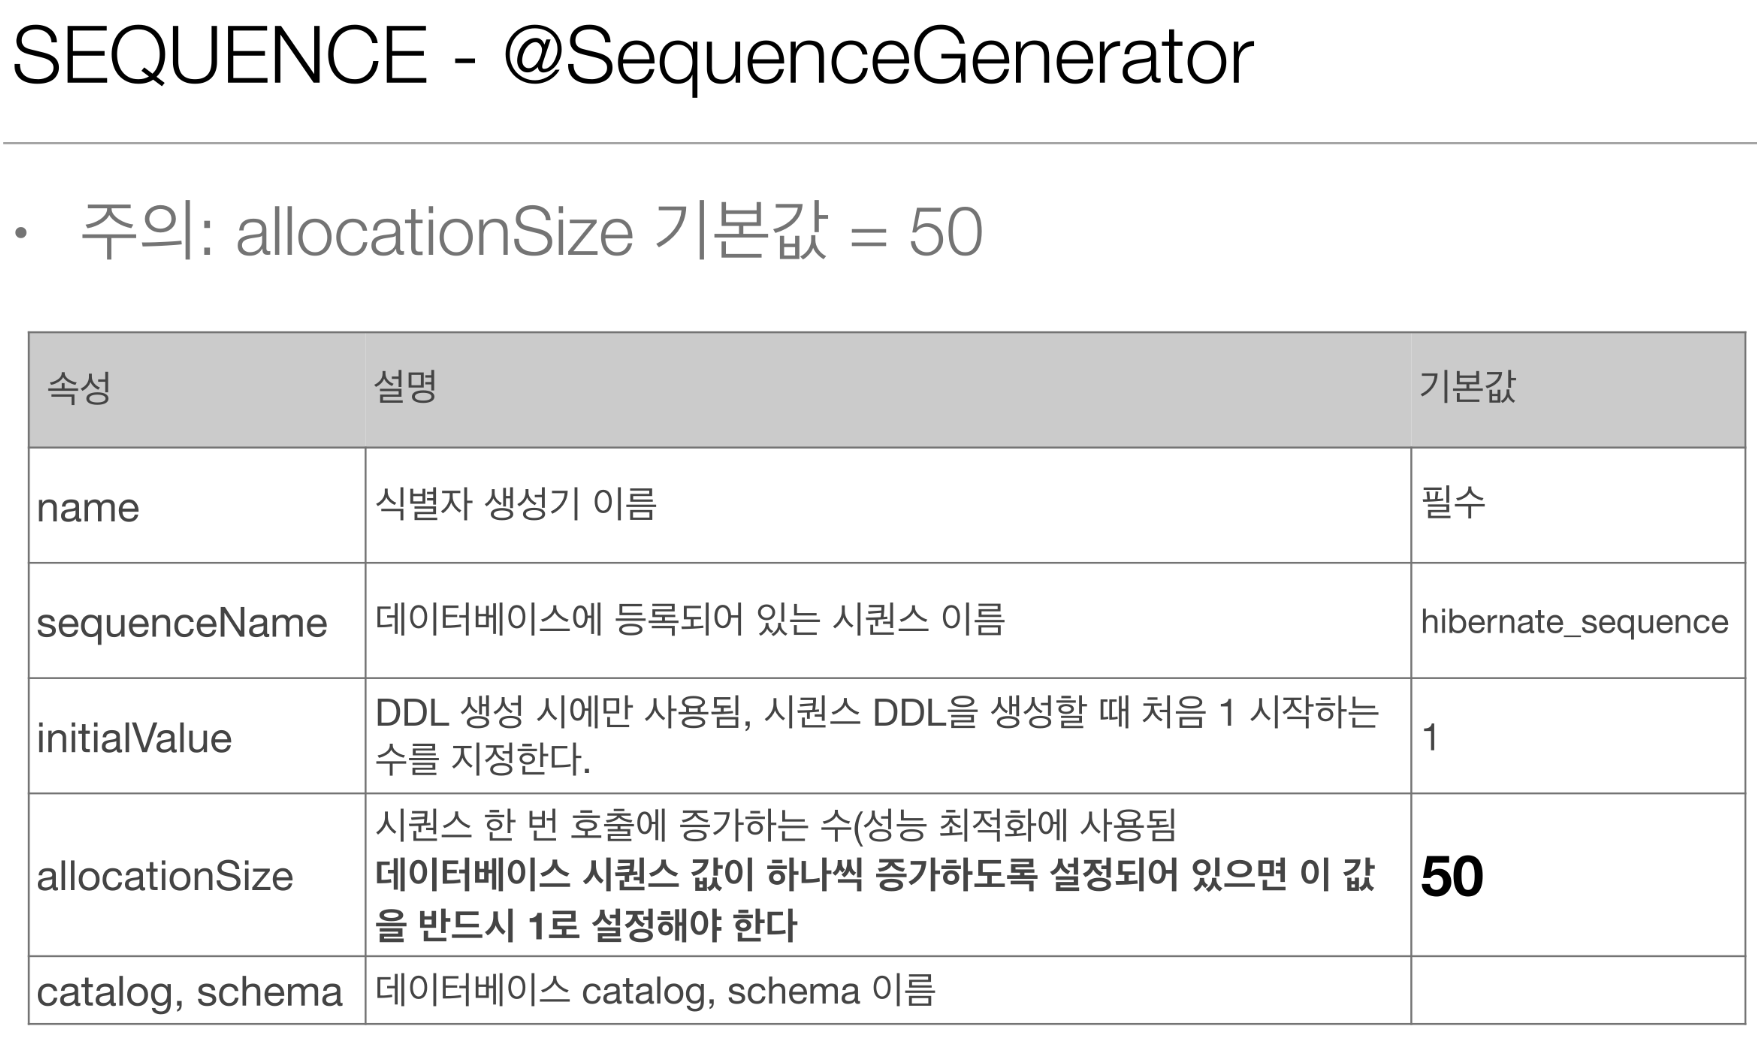 SEQUENCE - @SequenceGenerator
• 주의: allocationSize 기본값 = 50
속성 설명 기본값
name 식별자 생성기 이름 필수
sequenceName 데이터베이스에 등록되어 있는 시퀀스 이름 hibernate_sequence
initialValue
DDL 생성 시에만 사용됨, 시퀀스 DDL을 생성할 때 처음 1 시작하는
수를 지정한다.
1
allocationSize
시퀀스 한 번 호출에 증가하는 수(성능 최적화에 사용됨
데이터베이스 시퀀스 값이 하나씩 증가하도록 설정되어 있으면 이 값
을 반드시 1로 설정해야 한다
50
catalog, schema 데이터베이스 catalog, schema 이름